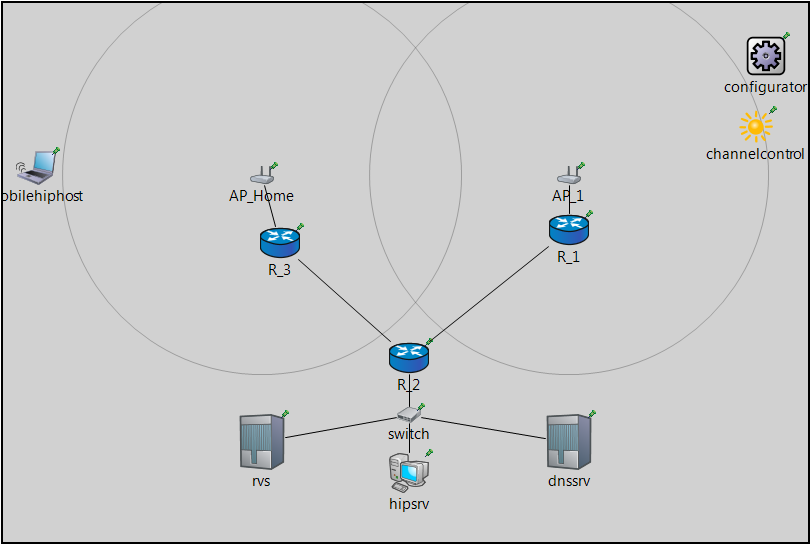 configurator
channelcontrol
obilehiphost
AP_Home
AP_1
R_3
R_1
R_2
switch
rvs
hipsrv
dnssrv